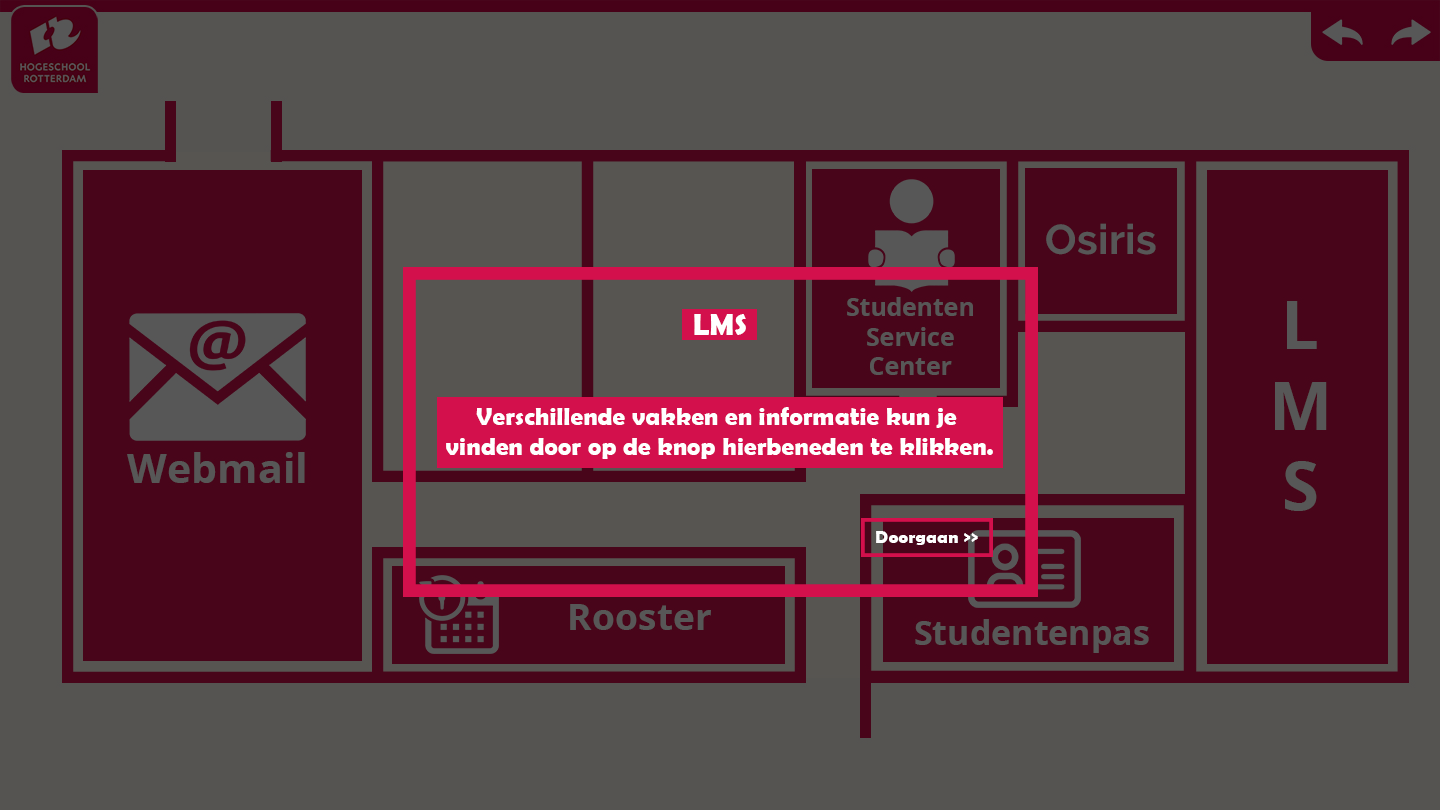 HOGESCHOOL
ROTTERDAM
@
Webmail
Studenten
Service
Center
Osiris
L
M
S
LMS
Verschillende vakken en informatie kun je
vinden door op de knop hierbeneden te klikken.
Doorgaan >>
Rooster
Studentenpas